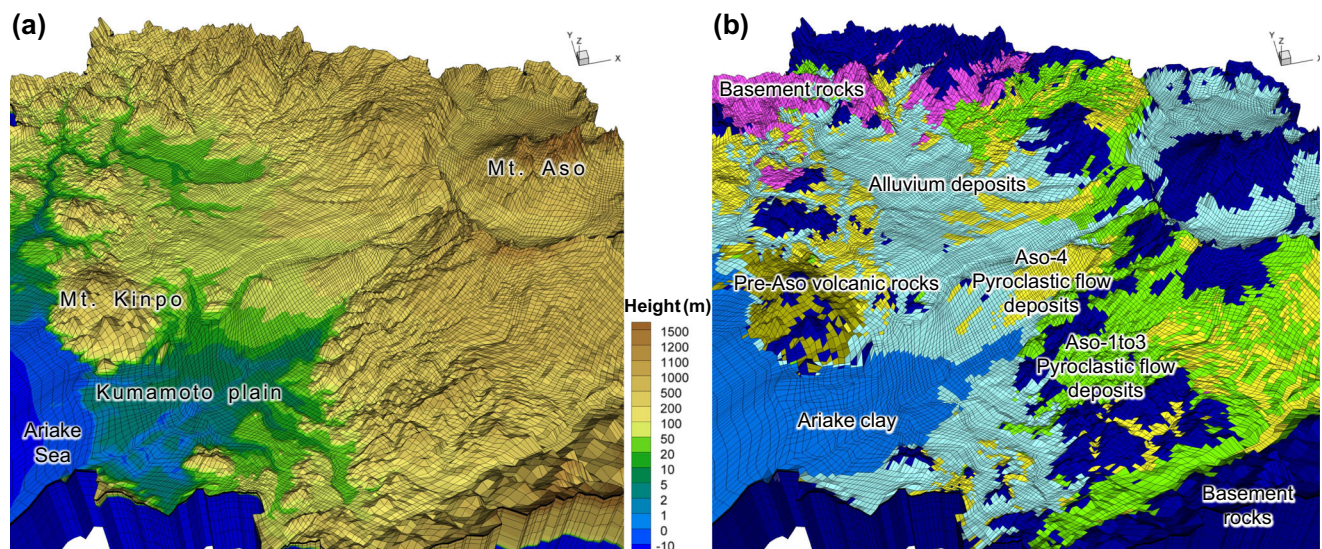 (a)
Y
Z
X
Mt. Aso
Mt. Kinpo
Kumamoto plain
Ariake
Sea
Height (m)
1500
1200
1100
1000
500
200
100
50
20
10
5
2
1
0
-10
(b)
Y
Z
X
Basement rocks
Alluvium deposits
Aso-4
Pyroclastic flow
deposits
Pre-Aso volcanic rocks
Aso-1to3
Pyroclastic flow
deposits
Ariake clay
Basement
rocks